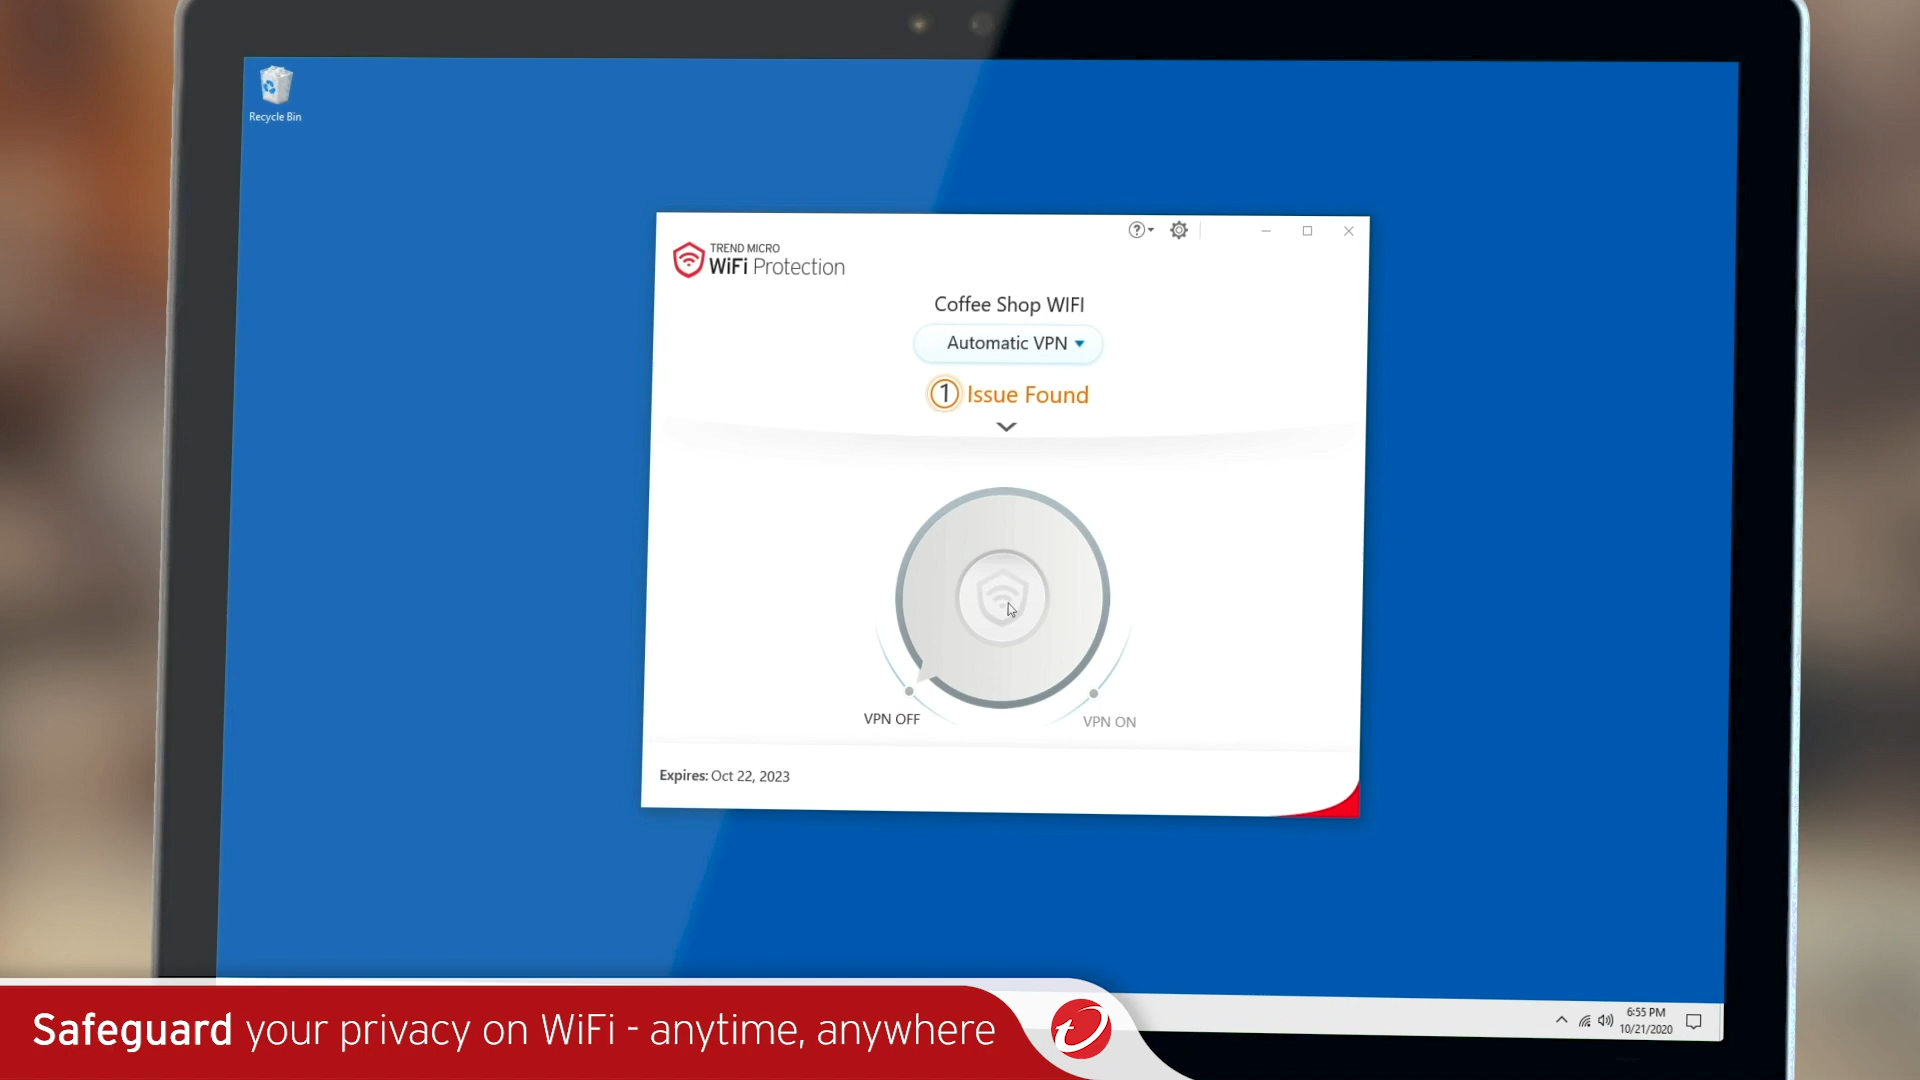 Recycle Bin
TREND MICRO
WiFi Protection
Coffee Shop WIFI
Automatic VPN
1 Issue Found
VPN OFF
VPN ON
Expires: Oct 22, 2023
6:55 PM
10/21/2020
Safeguard your privacy on WiFi - anytime, anywhere